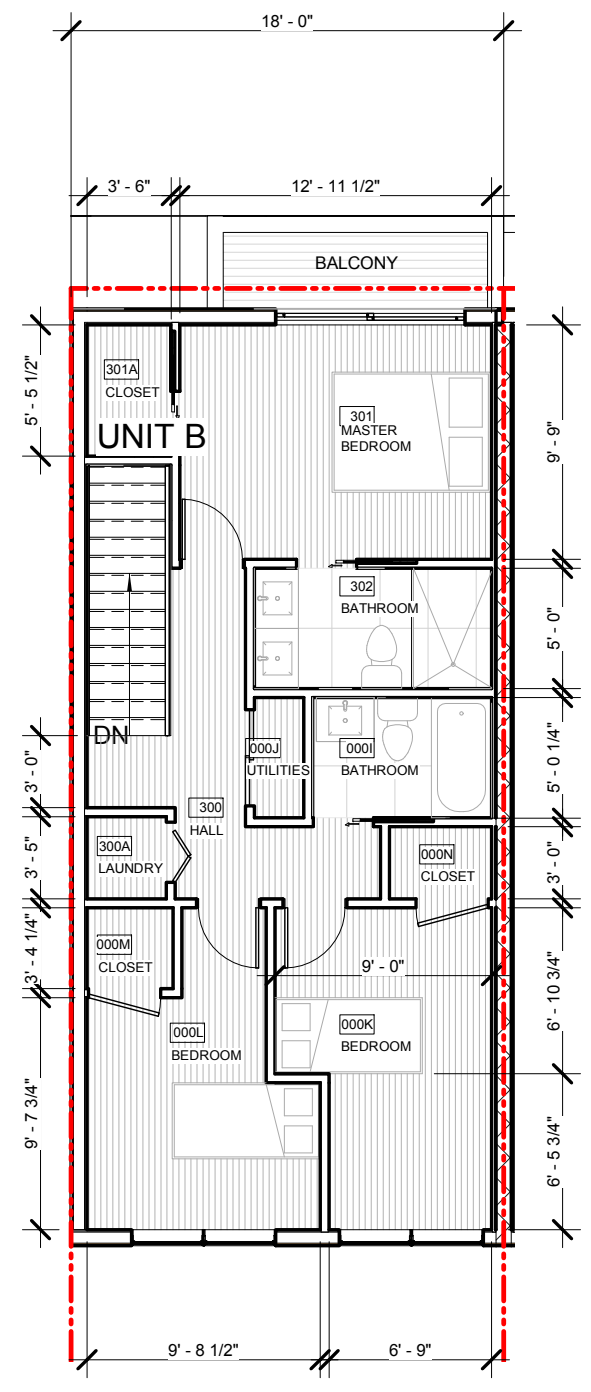 18' - 0"
3' - 6"
12' - 11 1/2"
BALCONY
5' - 5 1/2"
301A
CLOSET
UNIT B
301
MASTER
BEDROOM
9' - 9"
302
BATHROOM
5' - 0"
DN
3' - 0"
000J
UTILITIES
000I
BATHROOM
5' - 0 1/4"
300
HALL
3' - 5"
300A
LAUNDRY
000N
CLOSET
3' - 0"
3' - 4 1/4"
000M
CLOSET
9' - 0"
6' - 10 3/4"
000L
BEDROOM
000K
BEDROOM
9' - 7 3/4"
6' - 5 3/4"
9' - 8 1/2"
6' - 9"